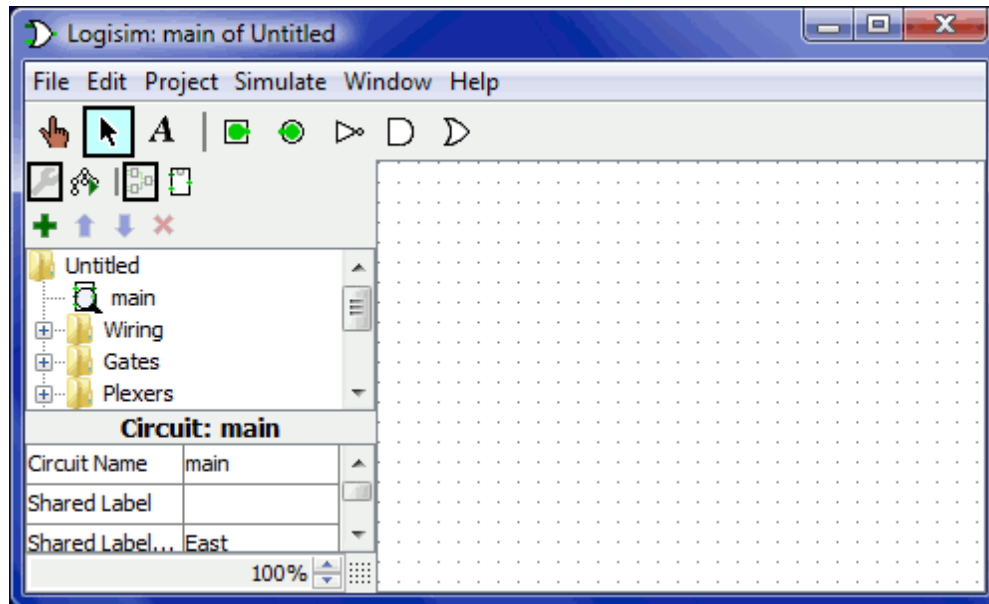 Logisim: main of Untitled
File Edit Project Simulate Window Help
A
Untitled
main
Wiring
Gates
Plexers
Circuit: main
Circuit Name main
Shared Label
Shared Label... East
100%